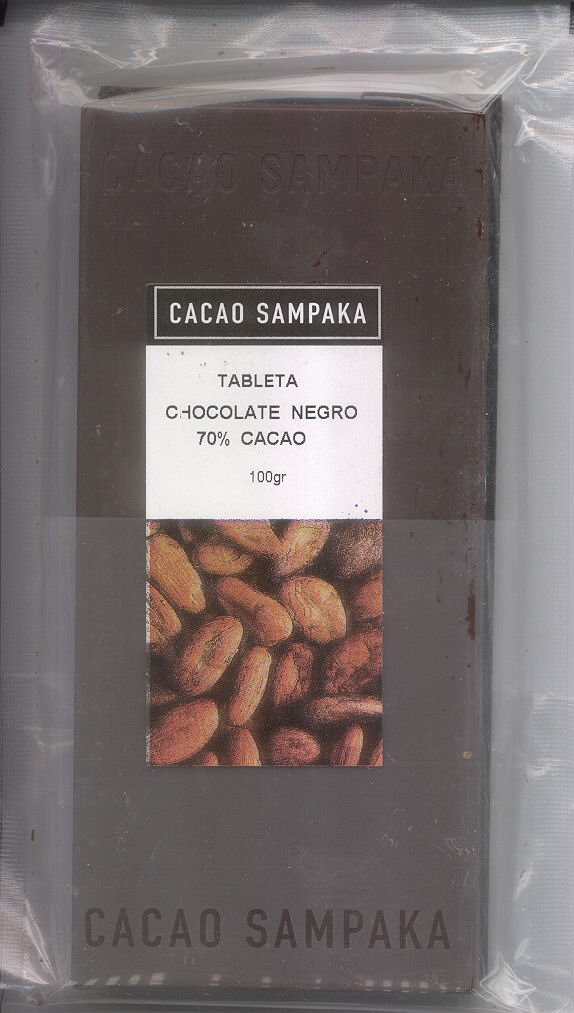 CACAO SAMPAKA
CACAO SAMPAKA
TABLETA
CHOCOLATE NEGRO
70% CACAO
100gr
CACAO SAMPAKA